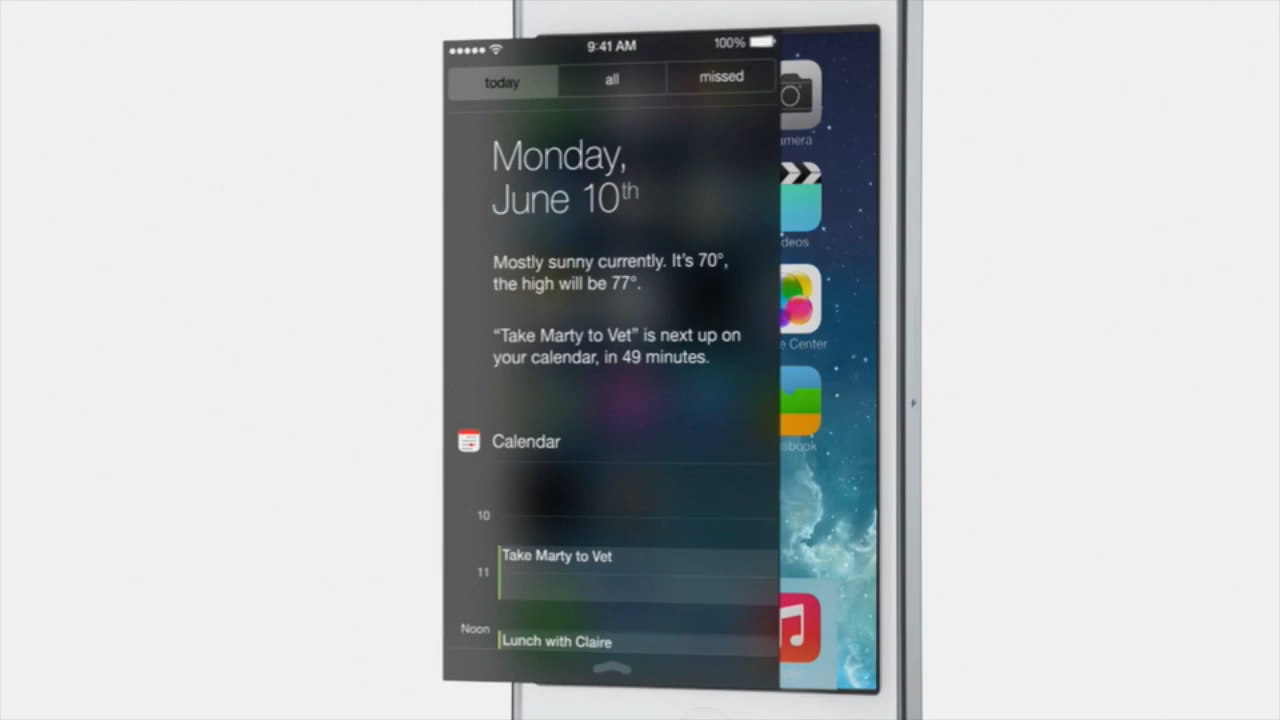 9:41 AM
100%
today
all
missed
Monday,
June 10th
Mostly sunny currently. It's 70°,
the high will be 77°.
“Take Marty to Vet” is next up on
your calendar, in 49 minutes.
Calendar
10
Take Marty to Vet
11
Noon
Lunch with Claire
mera
deos
e Center
sbook